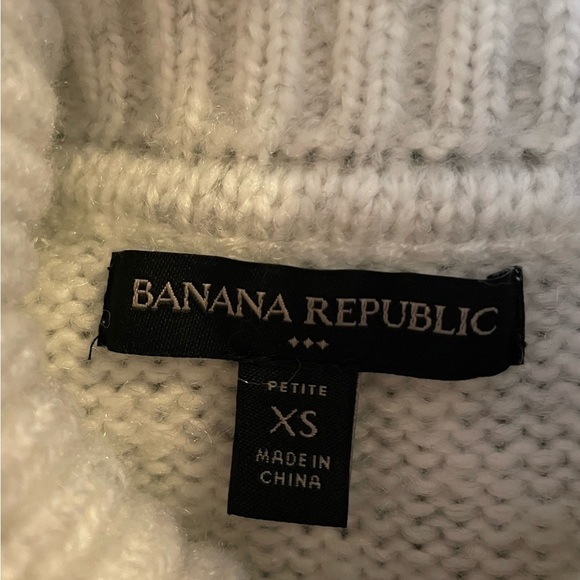 BANANA REPUBLIC
PETITE
XS
MADE IN
CHINA